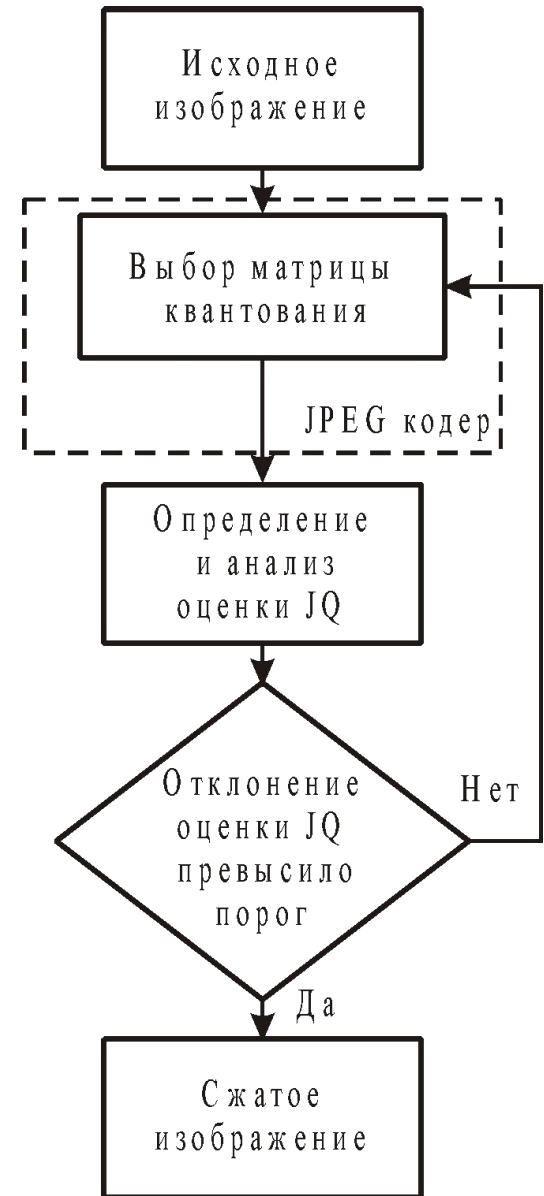 Исходное
изображение
Выбор матрицы
квантования
JPEG кодер
Определение
и анализ
оценки JQ
Отклонение
оценки JQ
превысило
порог
Нет
Да
Сжатое
изображение